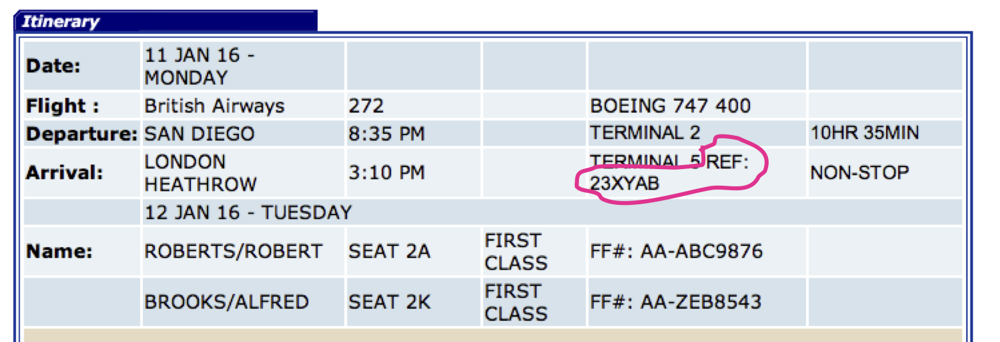 Itinerary
Date: 11 JAN 16 -
MONDAY
Flight : British Airways 272 BOEING 747 400
Departure: SAN DIEGO 8:35 PM TERMINAL 2 10HR 35MIN
Arrival: LONDON
HEATHROW 3:10 PM TERMINAL 5 REF:
23XYAB NON-STOP
12 JAN 16 - TUESDAY
Name: ROBERTS/ROBERT SEAT 2A FIRST
CLASS FF#: AA-ABC9876
BROOKS/ALFRED SEAT 2K FIRST
CLASS FF#: AA-ZEB8543